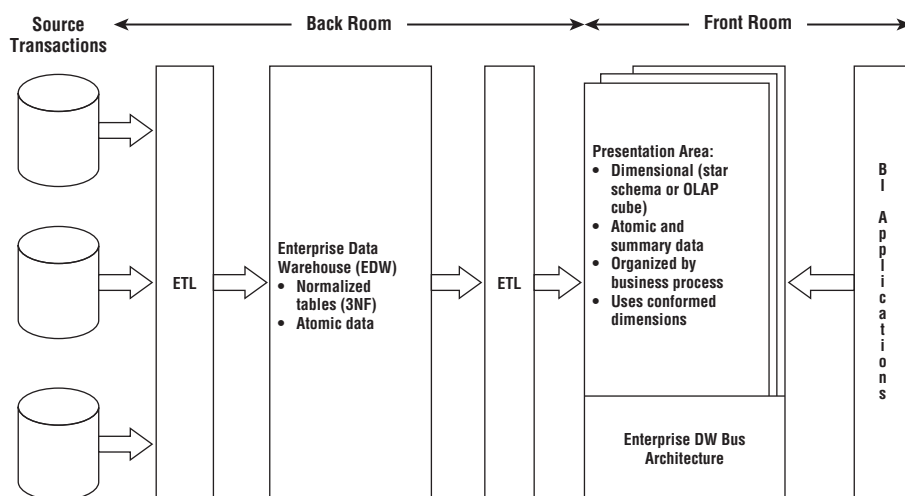 Source
Transactions
Back Room
Front Room
ETL
Enterprise Data
Warehouse (EDW)
• Normalized
tables (3NF)
• Atomic data
ETL
Presentation Area:
• Dimensional (star
schema or OLAP
cube)
• Atomic and
summary data
• Organized by
business process
• Uses conformed
dimensions
Enterprise DW Bus
Architecture
BI Applications